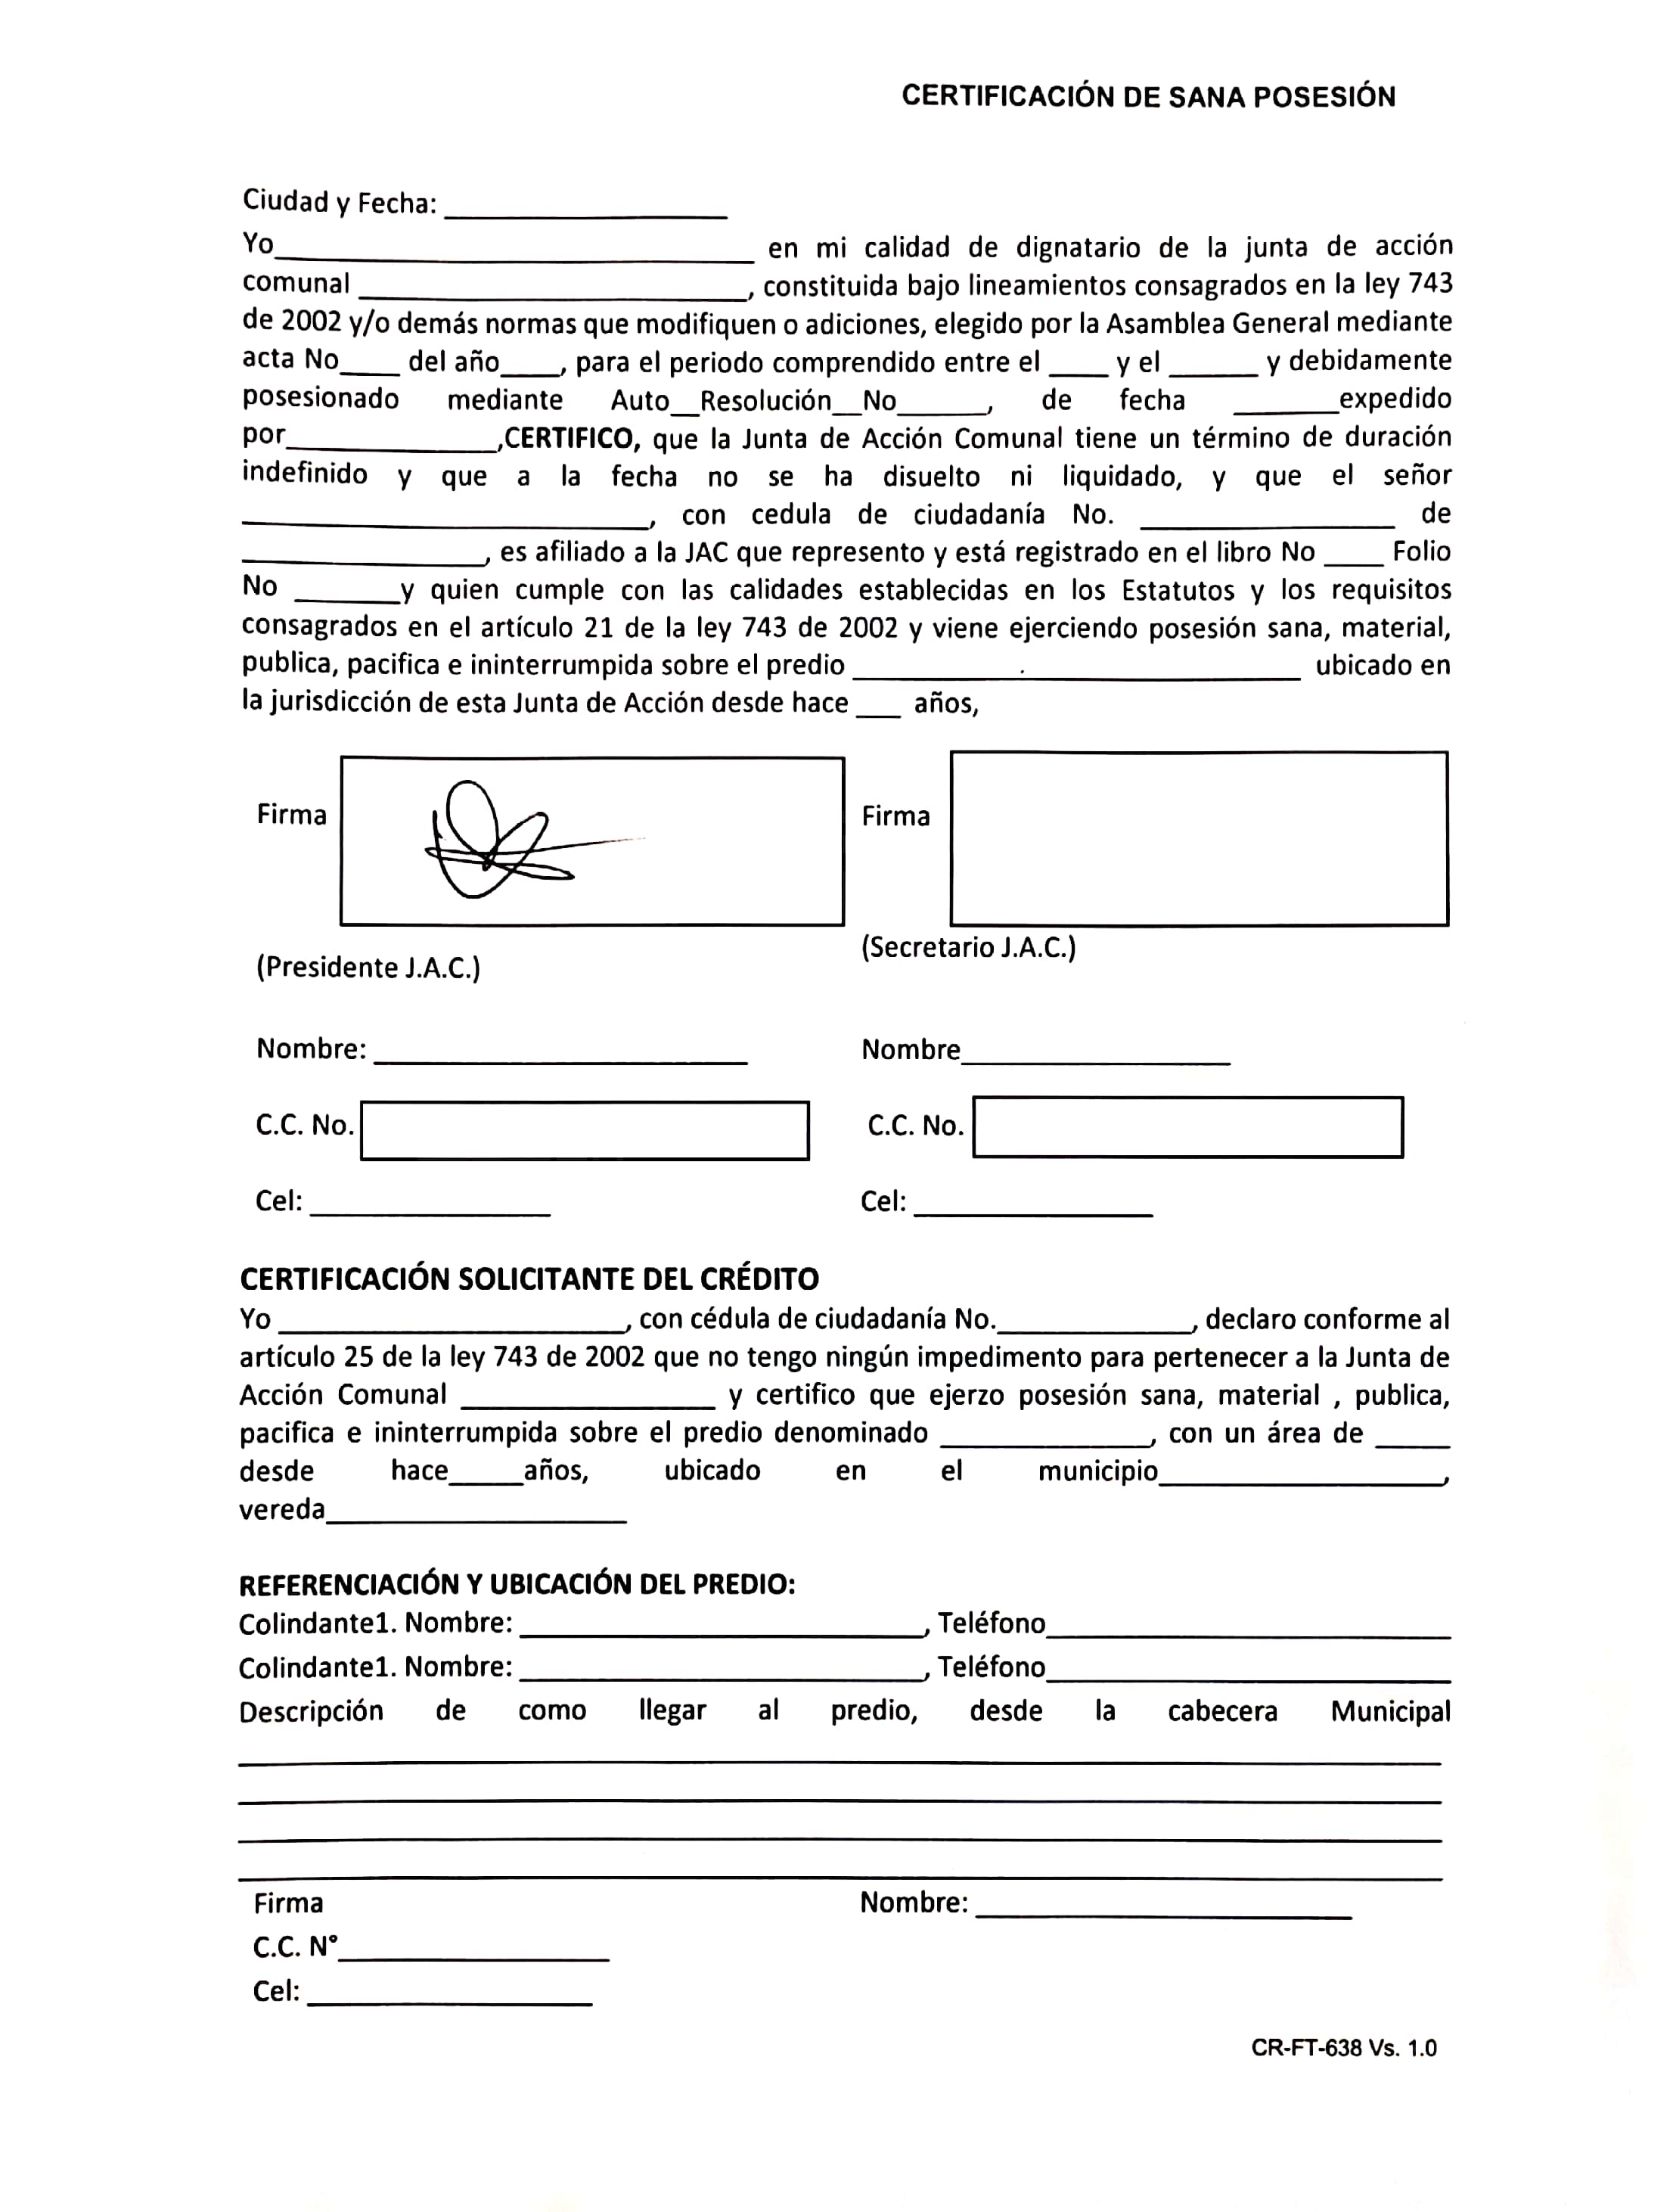 CERTIFICACIÓN DE SANA POSESIÓN
Ciudad y Fecha: ____________________
Yo__________________________________ en mi calidad de dignatario de la junta de acción
comunal ___________________________, constituida bajo lineamientos consagrados en la ley 743
de 2002 y/o demás normas que modifiquen o adiciones, elegido por la Asamblea General mediante
acta No____ del año____, para el periodo comprendido entre el ____ y el ______ y debidamente
posesionado mediante Auto__Resolución__No______, de fecha _______expedido
por______________,CERTIFICO, que la Junta de Acción Comunal tiene un término de duración
indefinido y que a la fecha no se ha disuelto ni liquidado, y que el señor
___________________________, con cedula de ciudadanía No. _________________ de
________________, es afiliado a la JAC que represento y está registrado en el libro No ____ Folio
No _______y quien cumple con las calidades establecidas en los Estatutos y los requisitos
consagrados en el artículo 21 de la ley 743 de 2002 y viene ejerciendo posesión sana, material,
publica, pacifica e ininterrumpida sobre el predio ______________________________ ubicado en
la jurisdicción de esta Junta de Acción desde hace ___ años,
Firma Firma
(Presidente J.A.C.) (Secretario J.A.C.)
Nombre: _________________________ Nombre__________________
C.C. No. C.C. No.
Cel: ________________ Cel: ________________
CERTIFICACIÓN SOLICITANTE DEL CRÉDITO
Yo _______________________, con cédula de ciudadanía No._____________, declaro conforme al
artículo 25 de la ley 743 de 2002 que no tengo ningún impedimento para pertenecer a la Junta de
Acción Comunal _________________ y certifico que ejerzo posesión sana, material , publica,
pacifica e ininterrumpida sobre el predio denominado ______________, con un área de _____
desde hace_____años, ubicado en el municipio___________________,
vereda____________________
REFERENCIACIÓN Y UBICACIÓN DEL PREDIO:
Colindante1. Nombre: ___________________________, Teléfono___________________________
Colindante1. Nombre: ___________________________, Teléfono___________________________
Descripción de como llegar al predio, desde la cabecera Municipal
Firma Nombre: _________________________
C.C. N°__________________
Cel: ___________________
CR-FT-638 Vs. 1.0